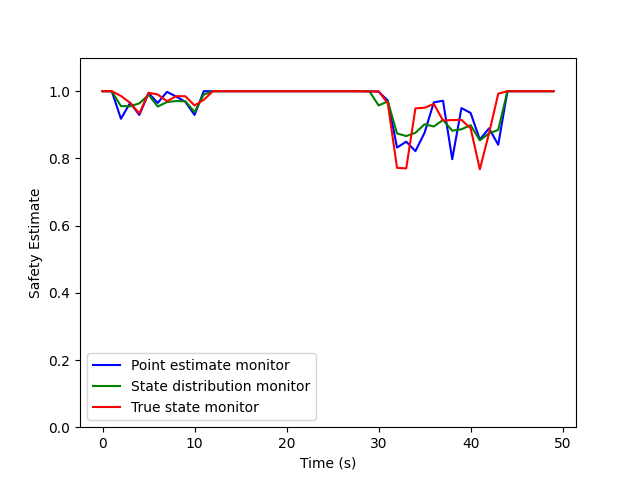 1.0
0.8
0.6
0.4
0.2
0.0
Safety Estimate
Point estimate monitor
State distribution monitor
True state monitor
0 10 20 30 40 50
Time (s)